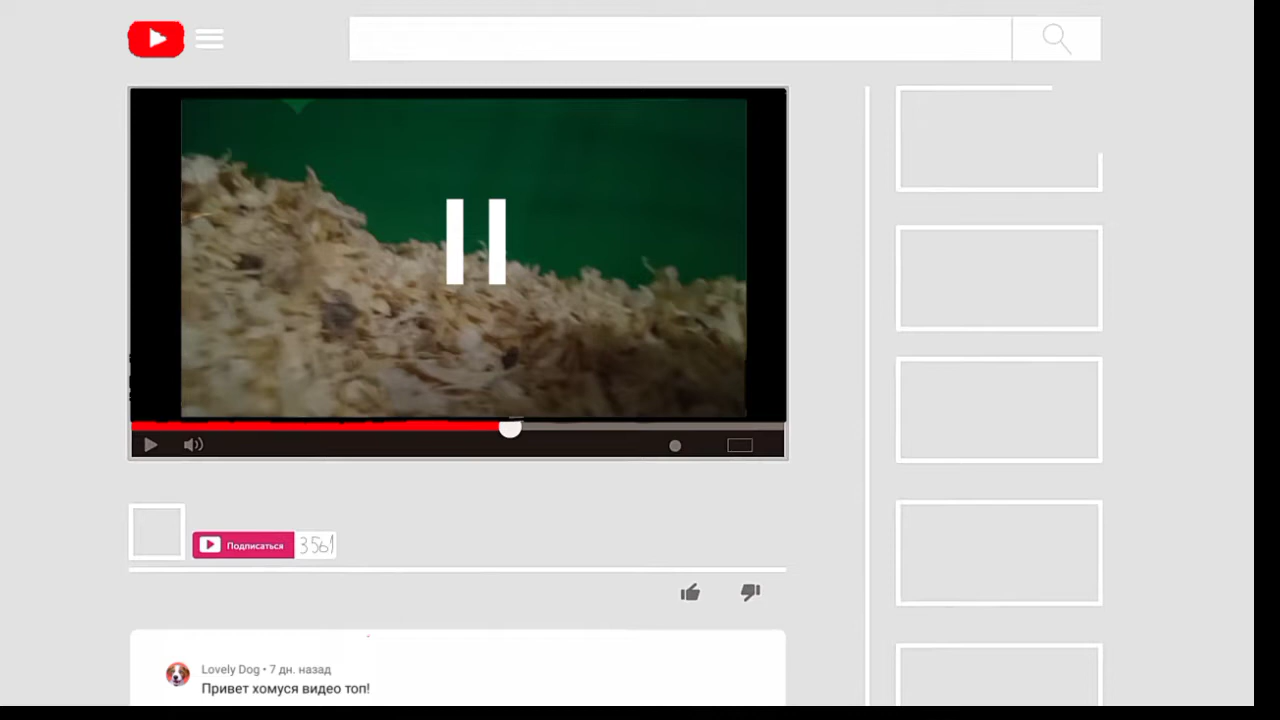 Подписаться 3561
Lovely Dog • 7 дн. назад
Привет хомуся видео топ!